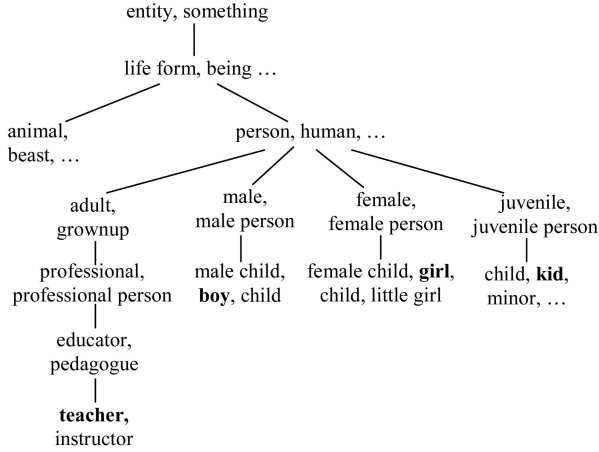 entity, something
life form, being …
animal,
beast, …
person, human, …
adult,
grownup
male,
male person
female,
female person
juvenile,
juvenile person
professional,
professional person
male child,
boy, child
female child, girl,
child, little girl
child, kid,
minor, …
educator,
pedagogue
teacher,
instructor